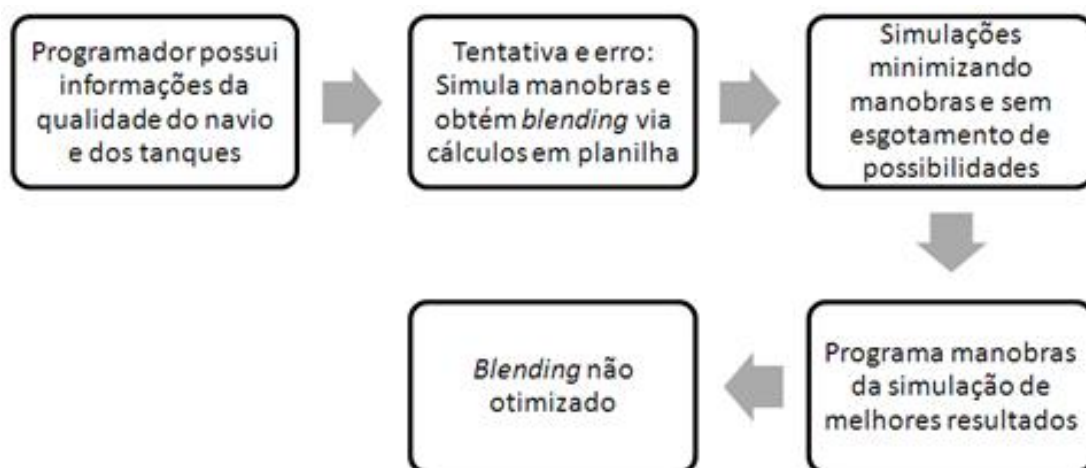 Programador possui
informações da
qualidade do navio
e dos tanques
Tentativa e erro:
Simula manobras e
obtém blending via
cálculos em planilha
Simulações
minimizando
manobras e sem
esgotamento de
possibilidades
Programa manobras
da simulação de
melhores resultados
Blending não
otimizado